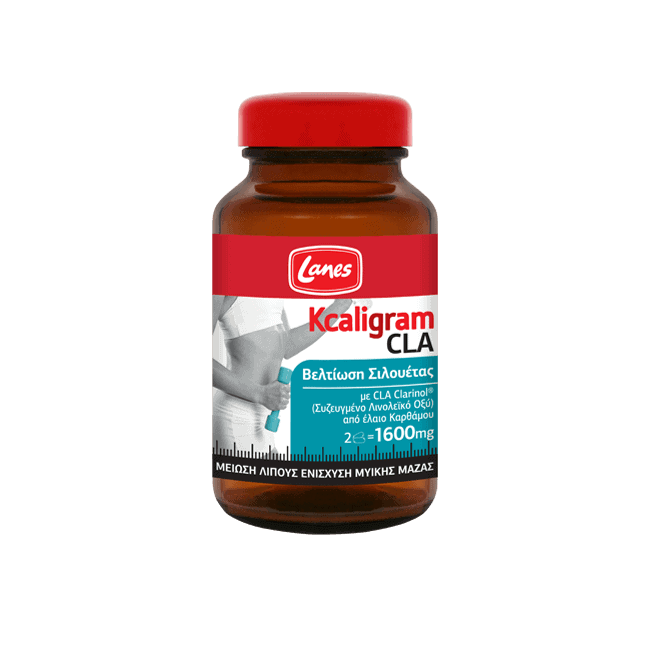 Lanes
Kcaligram
CLA
Βελτίωση Σιλουέτας
με CLA Clarinol®
(Συζευγμένο Λινολεϊκό Οξύ)
από έλαιο Καρθάμου
2 = 1600mg
ΜΕΙΩΣΗ ΛΙΠΟΥΣ ΕΝΙΣΧΥΣΗ ΜΥΙΚΗΣ ΜΑΖΑΣ